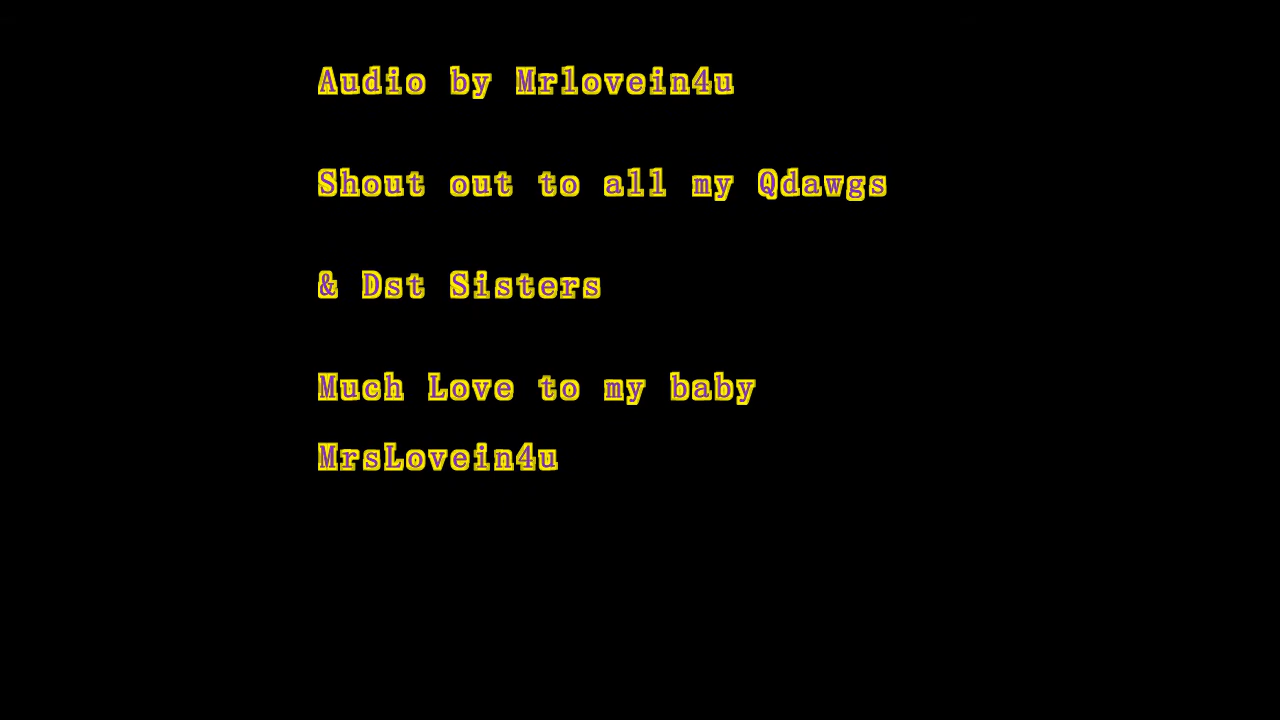 Audio by Mrlovein4u
Shout out to all my Qdawgs
& Dst Sisters
Much Love to my baby
MrsLovein4u